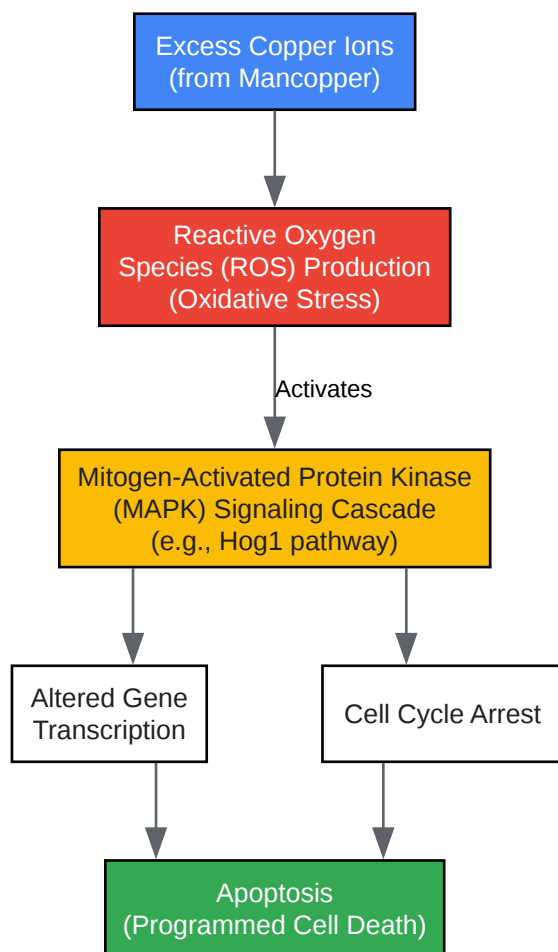 Excess Copper Ions
(from Mancopper)
Reactive Oxygen
Species (ROS) Production
(Oxidative Stress)
Activates
Mitogen-Activated Protein Kinase
(MAPK) Signaling Cascade
(e.g., Hog1 pathway)
Altered Gene
Transcription
Cell Cycle Arrest
Apoptosis
(Programmed Cell Death)